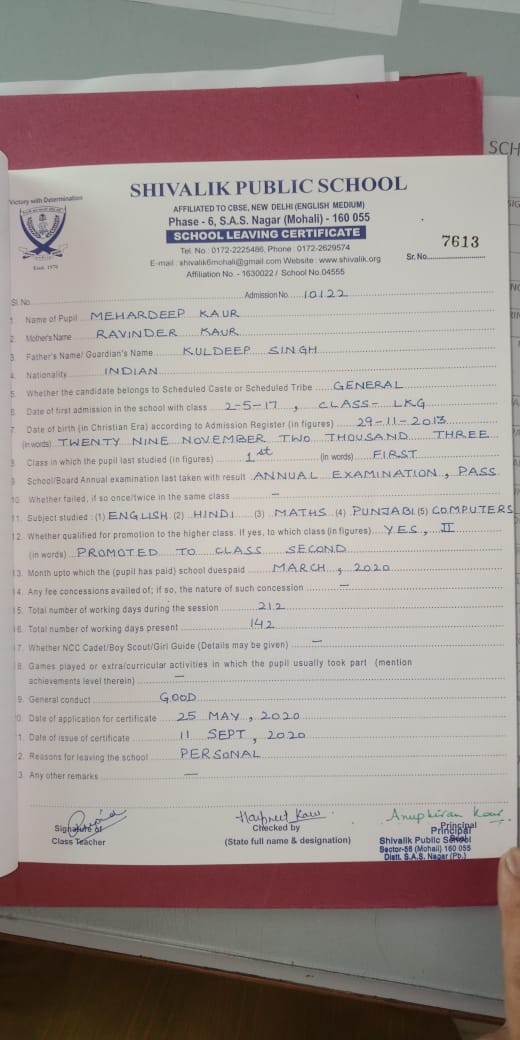 SCH
Victory with Determination
SHIVALIK PUBLIC SCHOOL
AFFILIATED TO CBSE, NEW DELHI (ENGLISH MEDIUM)
Phase - 6, S.A.S. Nagar (Mohali) - 160 055
SCHOOL LEAVING CERTIFICATE
Tel. No : 0172-2225486, Phone : 0172-2629574
E-mail : shivalik6mohali@gmail.com Website : www.shivalik.org
Affiliation No. - 1630022 / School No.04555
Estd. 1970
Sr. No. 7613
Sl. No.
Admission No. 10122
1. Name of Pupil MEHARDEEP KAUR
2. Mother's Name RAVINDER KAUR
3. Father's Name/ Guardian's Name KULDEEP SINGH
4. Nationality INDIAN
5. Whether the candidate belongs to Scheduled Caste or Scheduled Tribe GENERAL
6. Date of first admission in the school with class 2-5-17, CLASS- LKG
7. Date of birth (in Christian Era) according to Admission Register (in figures) 29-11-2013
(in words) TWENTY NINE NOVEMBER TWO THOUSAND THREE
8. Class in which the pupil last studied (in figures) 1st (in words) FIRST
9. School/Board Annual examination last taken with result ANNUAL EXAMINATION, PASS
10. Whether failed, if so once/twice in the same class –
11. Subject studied : (1) ENGLISH (2) HINDI (3) MATHS (4) PUNJABI (5) COMPUTERS
12. Whether qualified for promotion to the higher class. If yes, to which class (in figures) YES, II
(in words) PROMOTED TO CLASS SECOND
13. Month upto which the (pupil has paid) school duespaid MARCH, 2020
14. Any fee concessions availed of; if so, the nature of such concession –
15. Total number of working days during the session 212
16. Total number of working days present 142
17. Whether NCC Cadet/Boy Scout/Girl Guide (Details may be given) –
8. Games played or extra/curricular activities in which the pupil usually took part (mention
achievements level therein) –
9. General conduct GOOD
0. Date of application for certificate 25 MAY, 2020
1. Date of issue of certificate 11 SEPT, 2020
2. Reasons for leaving the school PERSONAL
3. Any other remarks –
Harpreet Kaur
Anupkiran Kaur
Signature of
Class Teacher
Checked by
(State full name & designation)
Principal
Principal
Shivalik Public School
Sector-56 (Mohali) 160 055
Distt. S.A.S. Nagar (Pb.)